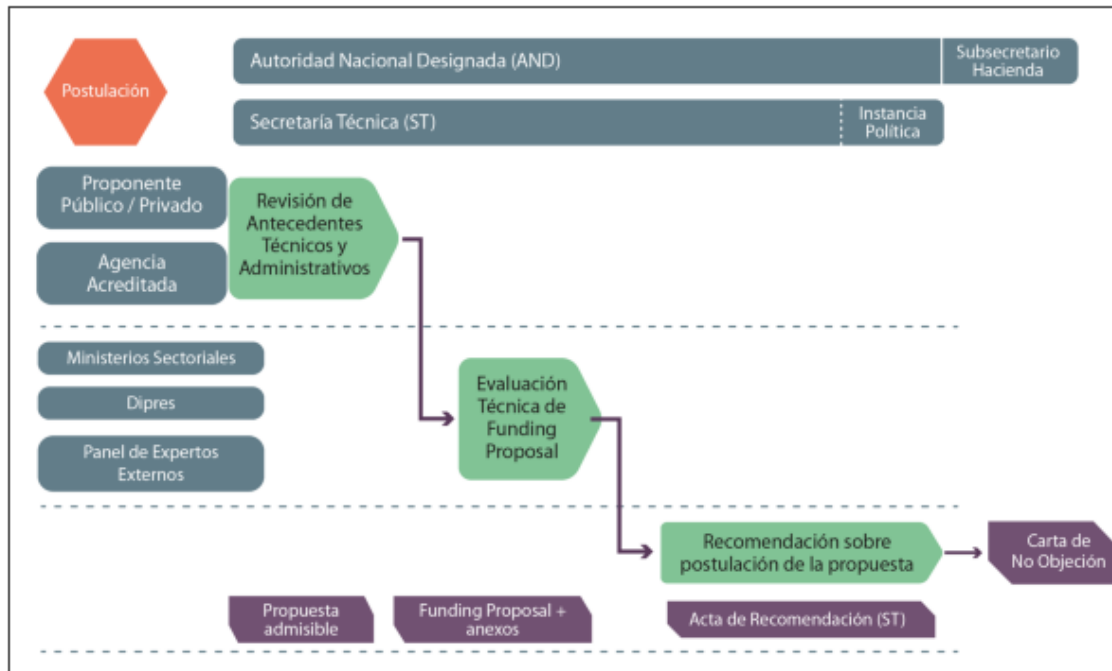 Postulación
Autoridad Nacional Designada (AND)
Subsecretario
Hacienda
Secretaría Técnica (ST)
Instancia
Política
Proponente
Público / Privado
Agencia
Acreditada
Revisión de
Antecedentes
Técnicos y
Administrativos
Ministerios Sectoriales
Dipres
Panel de Expertos
Externos
Evaluación
Técnica de
Funding
Proposal
Recomendación sobre
postulación de la propuesta
Carta de
No Objeción
Propuesta
admisible
Funding Proposal +
anexos
Acta de Recomendación (ST)